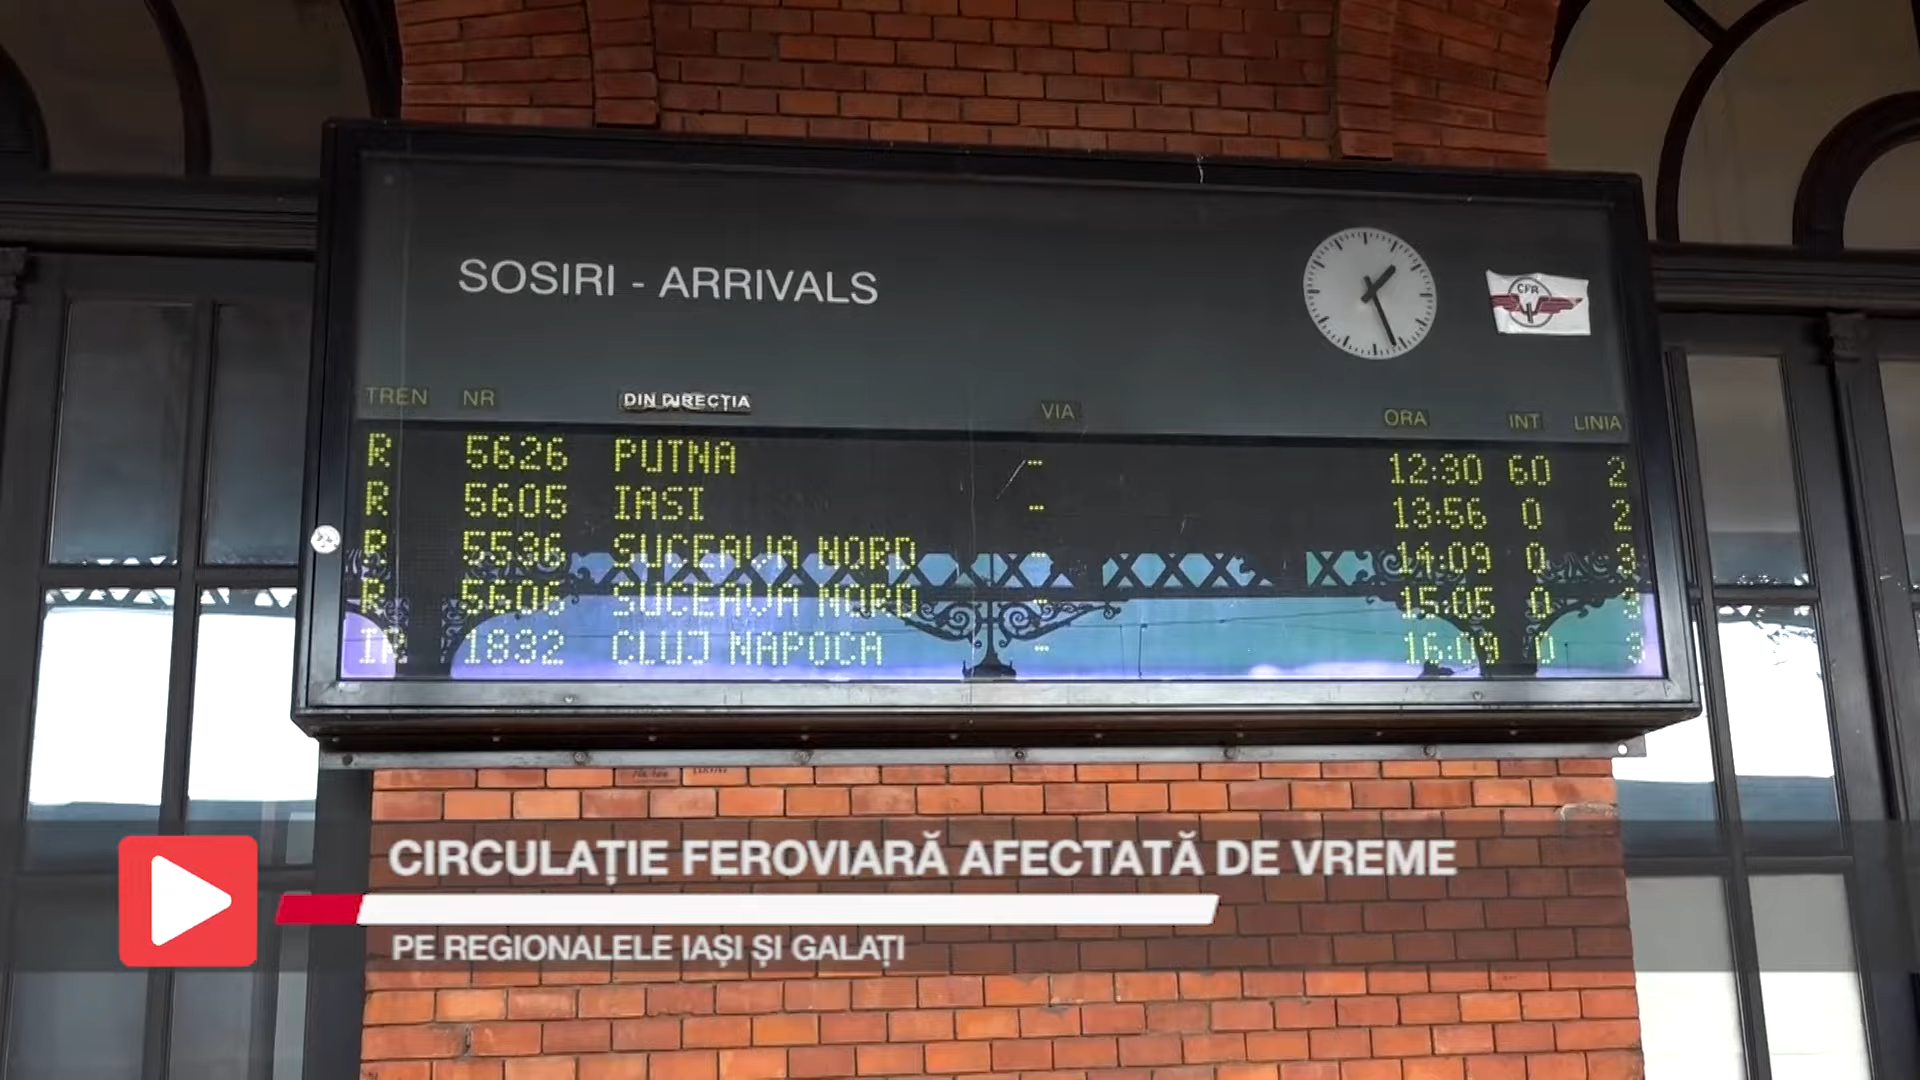 SOSIRI - ARRIVALS
CFR
TREN NR DIN DIRECȚIA VIA ORA INT LINIA
R 5626 PUTNA - 12:30 60 2
R 5605 IASI - 13:56 0 2
R 5536 SUCEAVA NORD - 14:09 0 3
R 5606 SUCEAVA NORD - 15:05 0 3
IR 1832 CLUJ NAPOCA - 16:09 0 3
CIRCULAȚIE FEROVIARĂ AFECTATĂ DE VREME
PE REGIONALELE IAȘI ȘI GALAȚI